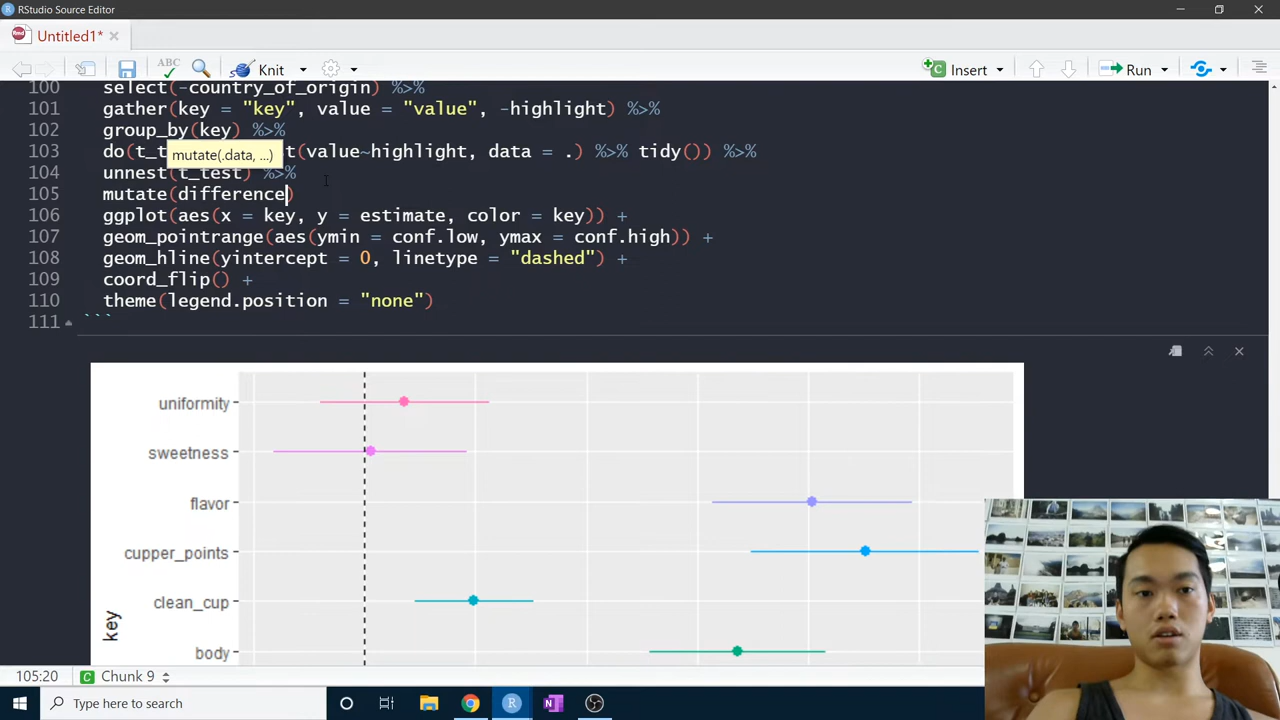 RStudio Source Editor
Untitled1*
ABC
Knit
Insert
Run
100 select(-country_of_origin) %>%
101 gather(key = "key", value = "value", -highlight) %>%
102 group_by(key) %>%
103 do(t_t t(value~highlight, data = .) %>% tidy()) %>%
mutate(.data, ...)
104 unnest(t_test) %>%
105 mutate(difference)
106 ggplot(aes(x = key, y = estimate, color = key)) +
107 geom_pointrange(aes(ymin = conf.low, ymax = conf.high)) +
108 geom_hline(yintercept = 0, linetype = "dashed") +
109 coord_flip() +
110 theme(legend.position = "none")
111 ```
uniformity
sweetness
flavor
cupper_points
clean_cup
key
body
105:20 C Chunk 9
Type here to search